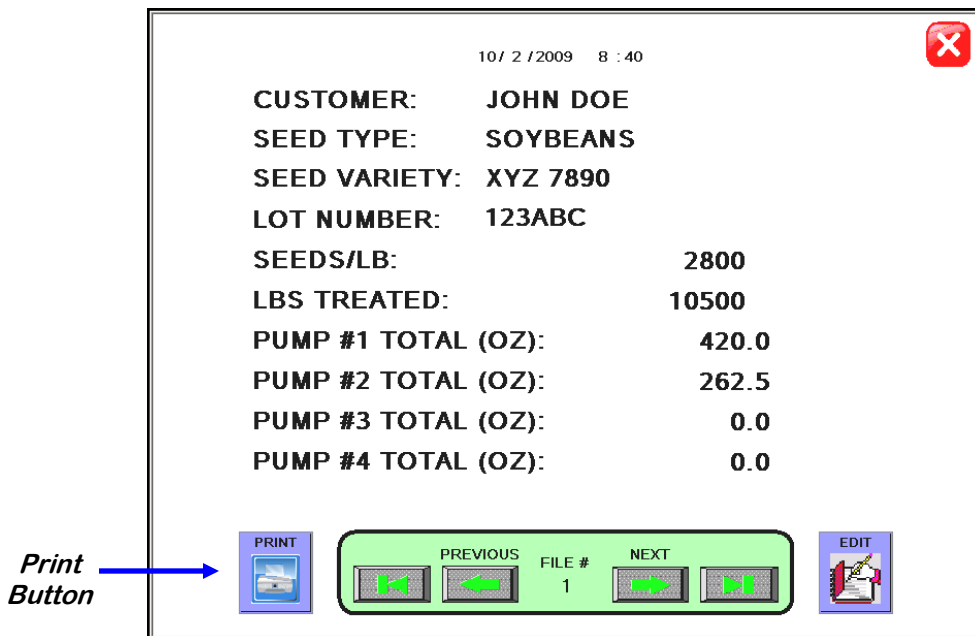 10/ 2 /2009 8 : 40
CUSTOMER: JOHN DOE
SEED TYPE: SOYBEANS
SEED VARIETY: XYZ 7890
LOT NUMBER: 123ABC
SEEDS/LB: 2800
LBS TREATED: 10500
PUMP #1 TOTAL (OZ): 420.0
PUMP #2 TOTAL (OZ): 262.5
PUMP #3 TOTAL (OZ): 0.0
PUMP #4 TOTAL (OZ): 0.0
Print
Button
PRINT
PREVIOUS FILE # NEXT
1
EDIT